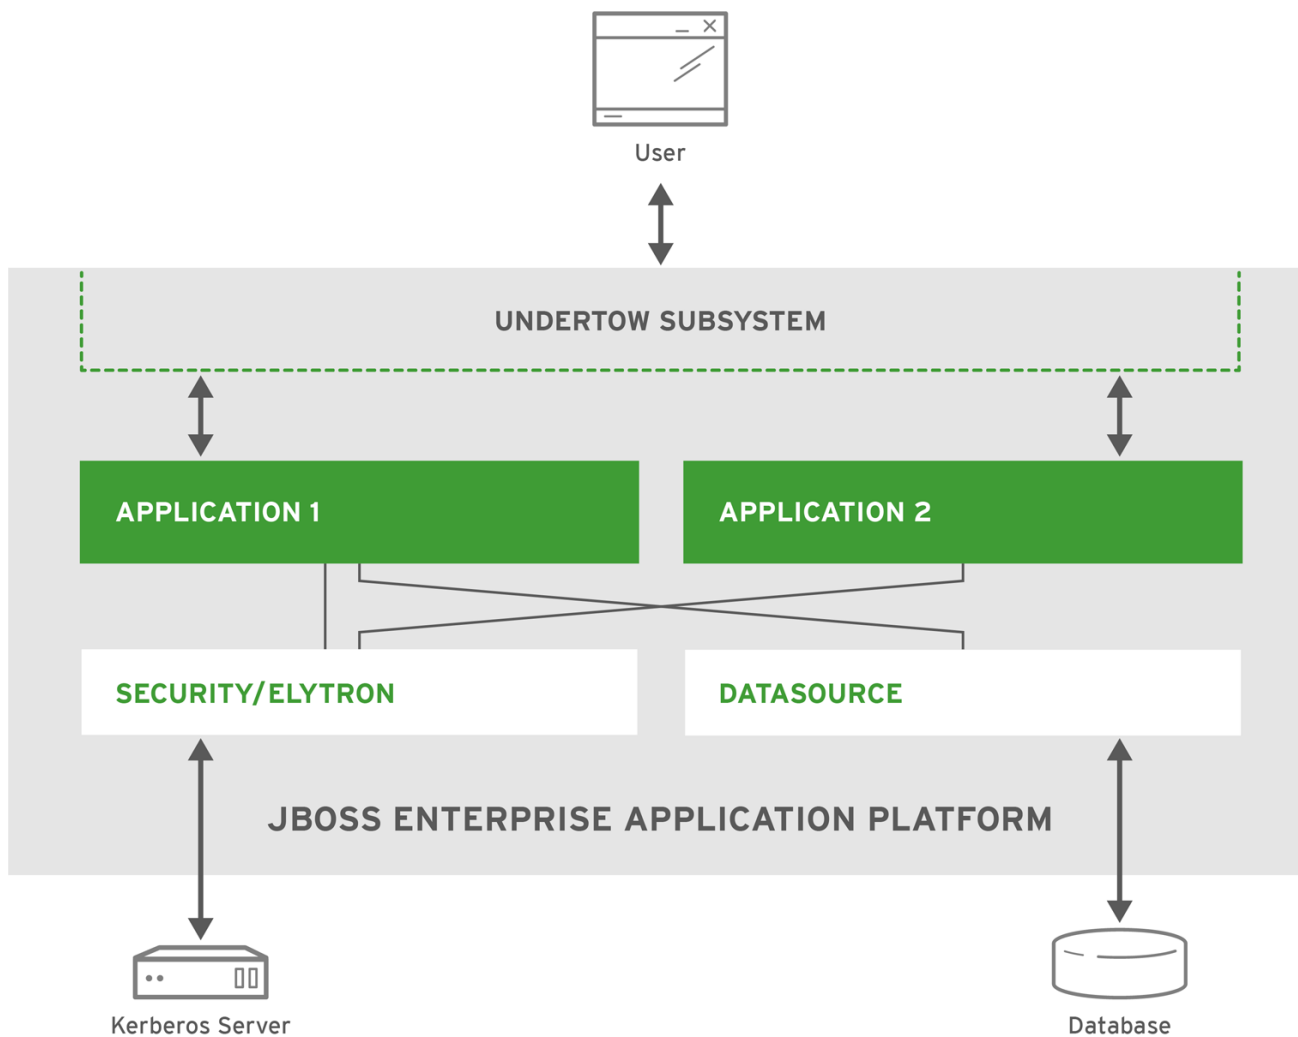 User
UNDERTOW SUBSYSTEM
APPLICATION 1
APPLICATION 2
SECURITY/ELYTRON
DATASOURCE
JBOSS ENTERPRISE APPLICATION PLATFORM
Kerberos Server
Database